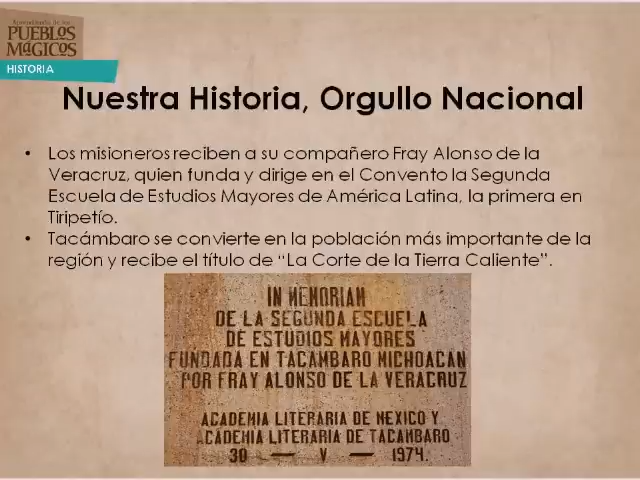 Aprendiendo de los
PUEBLOS
MÁGICOS
HISTORIA
Nuestra Historia, Orgullo Nacional
• Los misioneros reciben a su compañero Fray Alonso de la
Veracruz, quien funda y dirige en el Convento la Segunda
Escuela de Estudios Mayores de América Latina, la primera en
Tiripetío.
• Tacámbaro se convierte en la población más importante de la
región y recibe el título de “La Corte de la Tierra Caliente”.
IN MEMORIAM
DE LA SEGUNDA ESCUELA
DE ESTUDIOS MAYORES
FUNDADA EN TACAMBARO MICHOACAN
POR FRAY ALONSO DE LA VERACRUZ
ACADEMIA LITERARIA DE MEXICO Y
ACADEMIA LITERARIA DE TACAMBARO
30 — V — 1974.